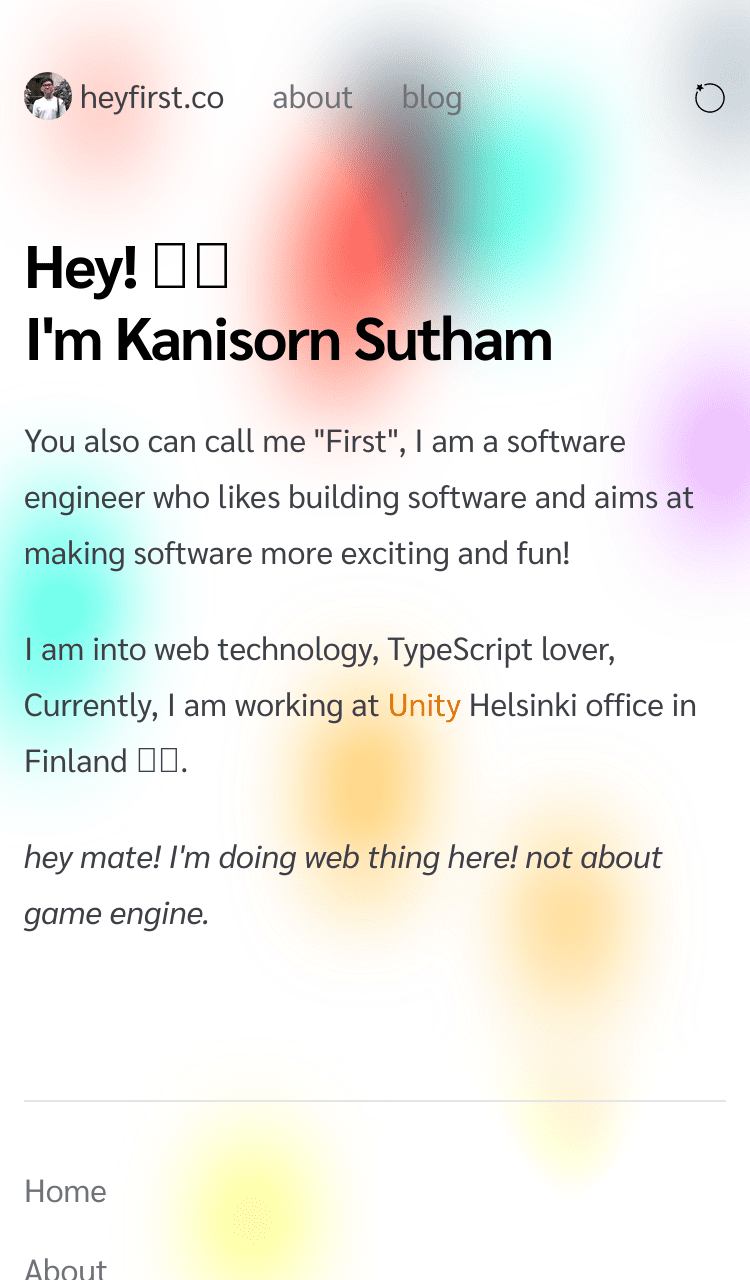 heyfirst.co about blog
Hey! 
I'm Kanisorn Sutham
You also can call me "First", I am a software
engineer who likes building software and aims at
making software more exciting and fun!
I am into web technology, TypeScript lover,
Currently, I am working at Unity Helsinki office in
Finland .
hey mate! I'm doing web thing here! not about
game engine.
Home
About